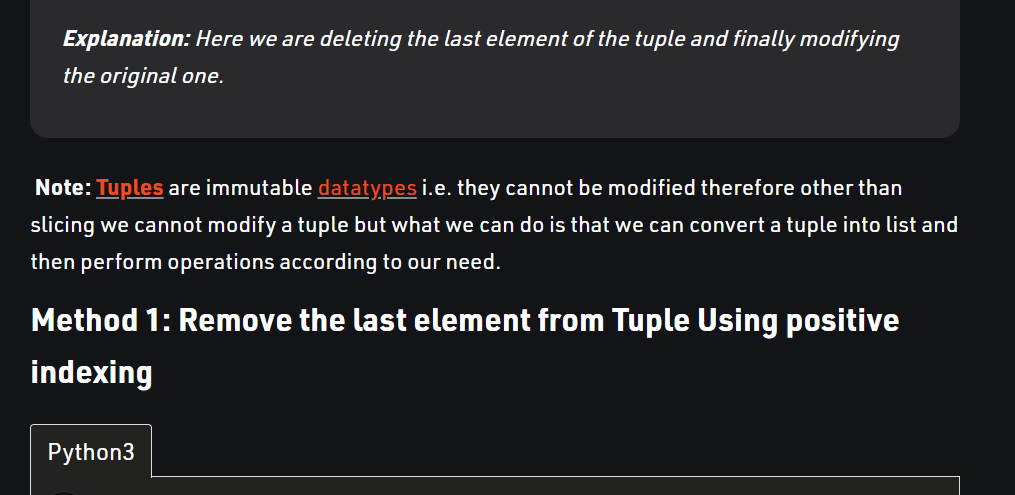 Explanation: Here we are deleting the last element of the tuple and finally modifying
the original one.
Note: Tuples are immutable datatypes i.e. they cannot be modified therefore other than
slicing we cannot modify a tuple but what we can do is that we can convert a tuple into list and
then perform operations according to our need.
Method 1: Remove the last element from Tuple Using positive
indexing
Python3